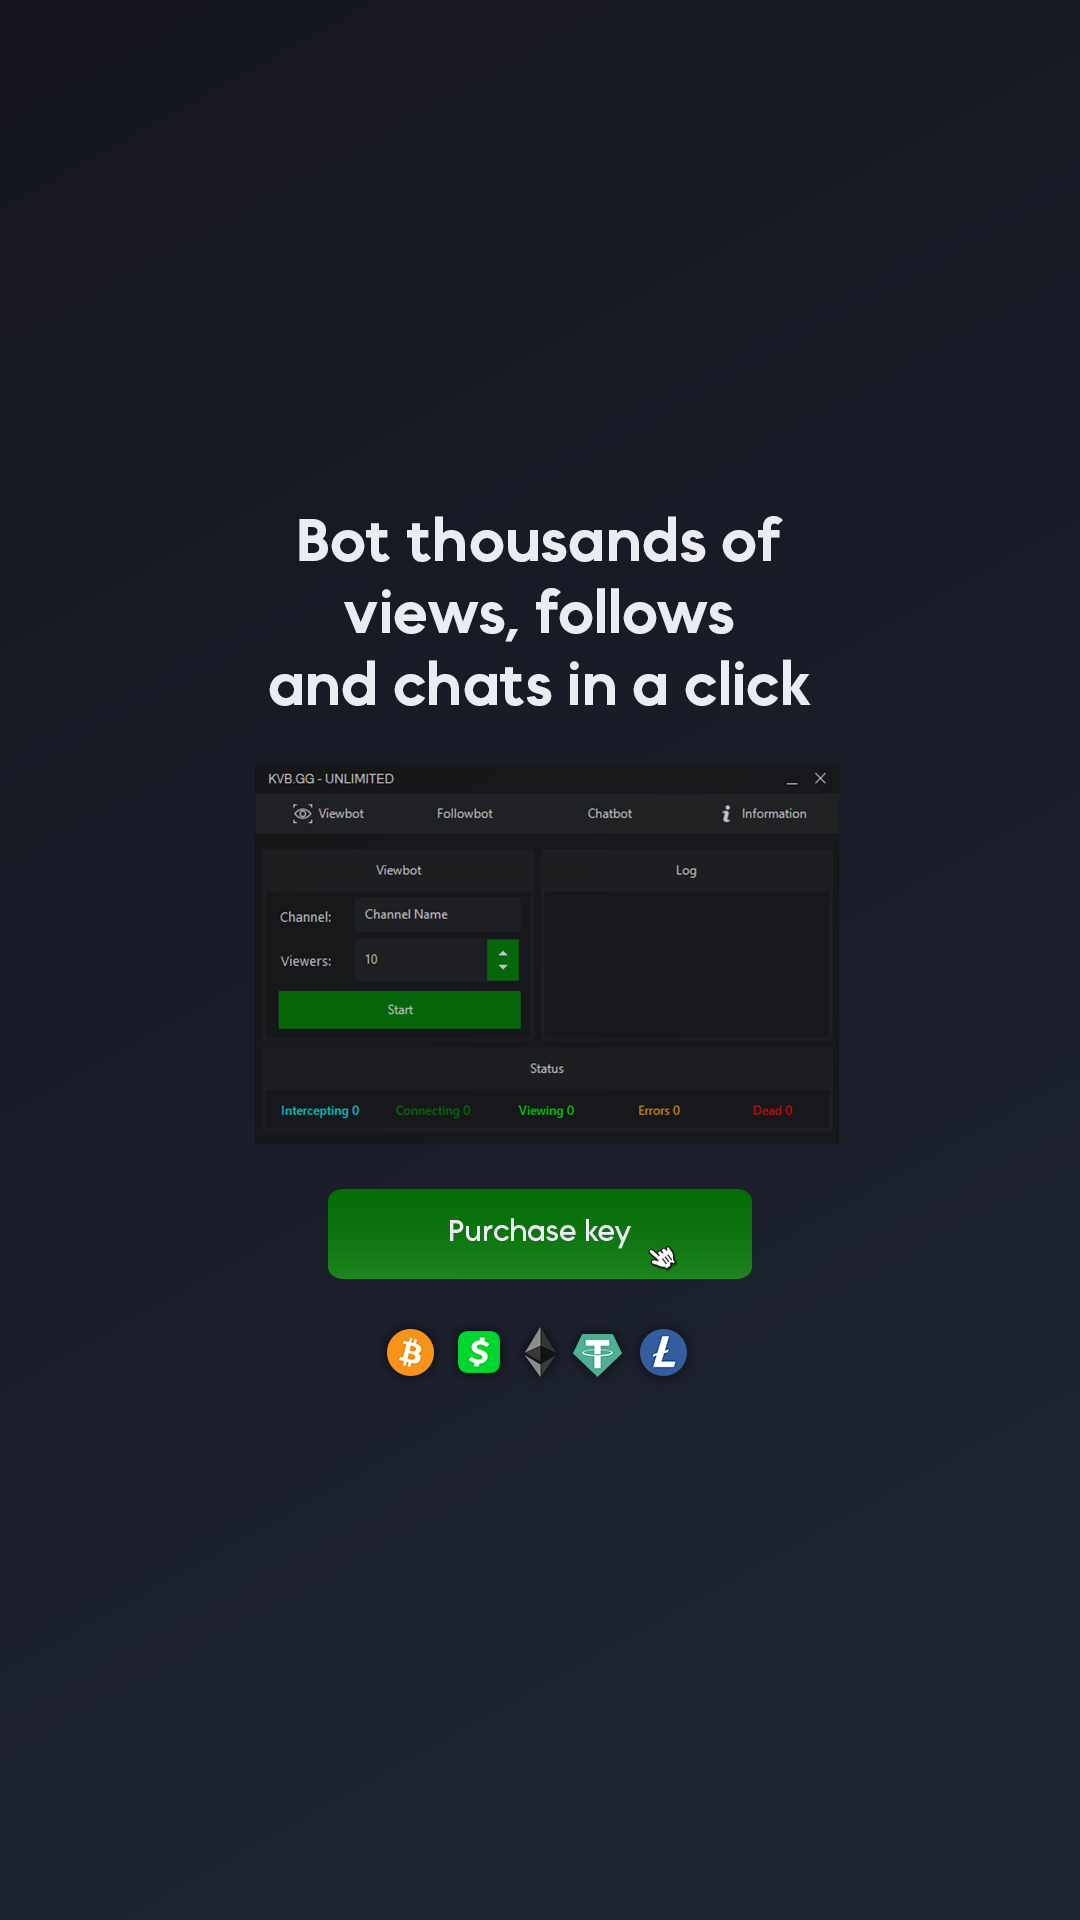 Bot thousands of
views, follows
and chats in a click
KVB.GG - UNLIMITED
Viewbot Followbot Chatbot Information
Viewbot Log
Channel: Channel Name
Viewers: 10
Start
Status
Intercepting 0 Connecting 0 Viewing 0 Errors 0 Dead 0
Purchase key